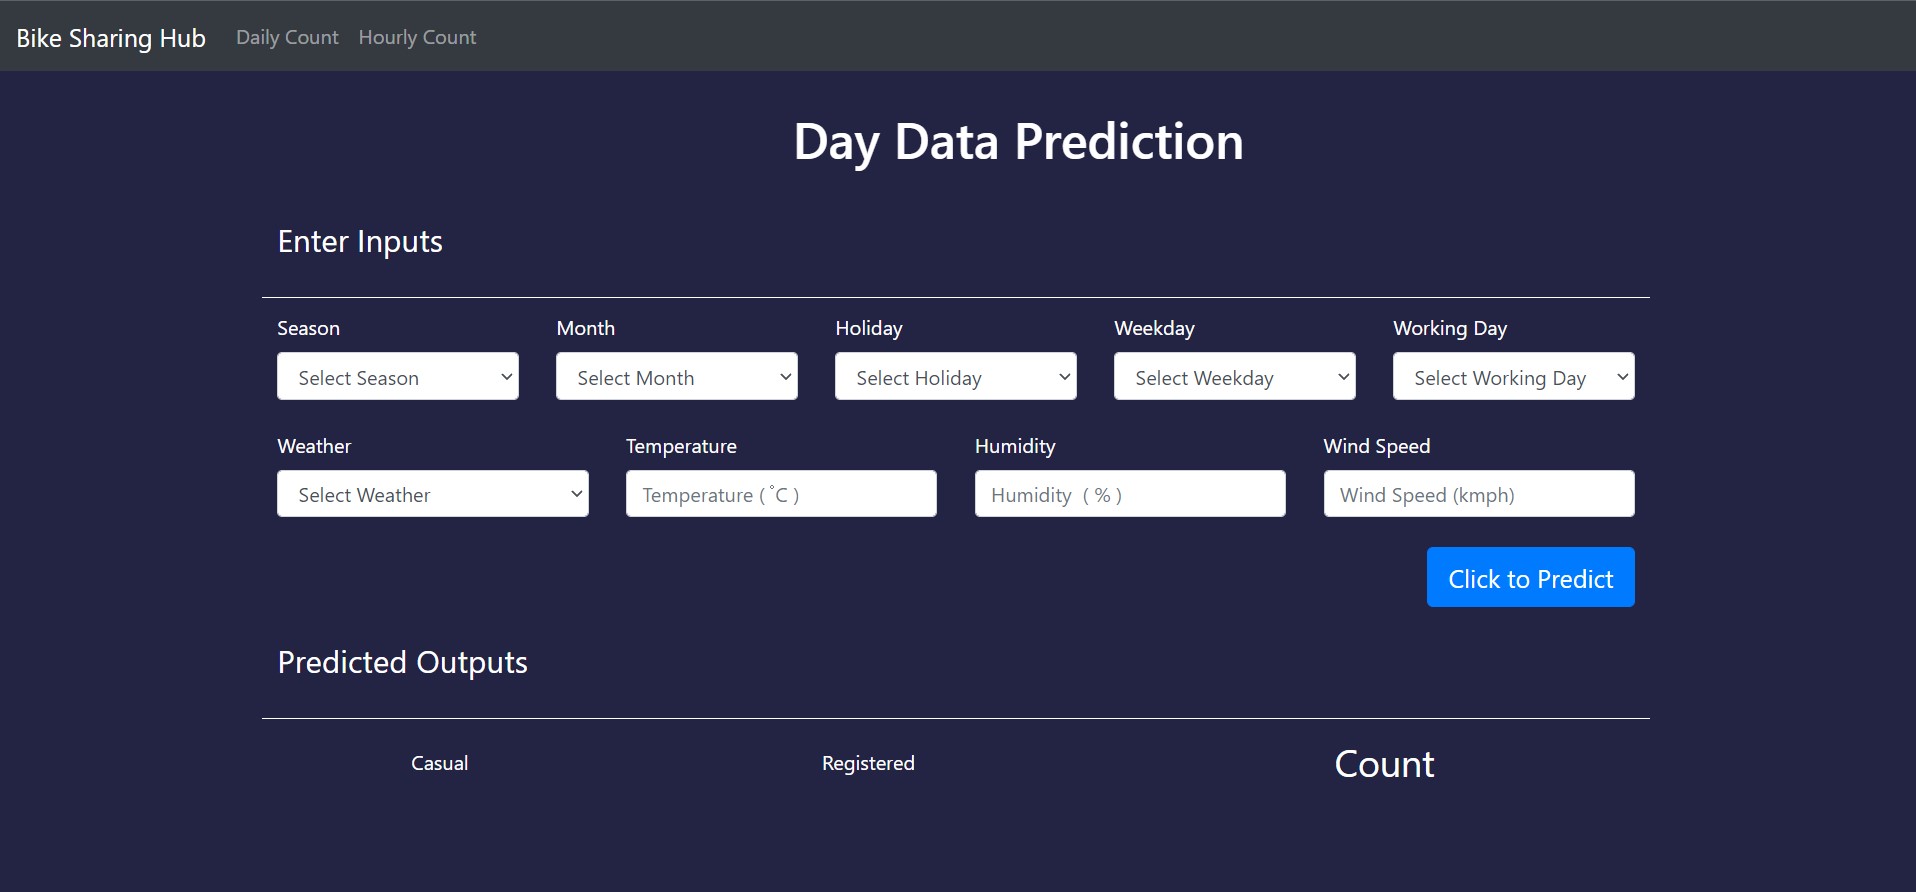 Bike Sharing Hub Daily Count Hourly Count
Day Data Prediction
Enter Inputs
Season Month Holiday Weekday Working Day
Select Season Select Month Select Holiday Select Weekday Select Working Day
Weather Temperature Humidity Wind Speed
Select Weather Temperature ( °C ) Humidity ( % ) Wind Speed (kmph)
Click to Predict
Predicted Outputs
Casual Registered Count